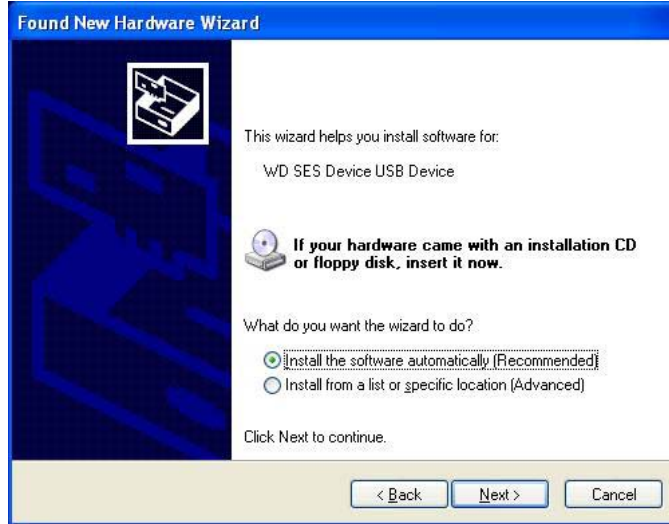 Found New Hardware Wizard
This wizard helps you install software for:
WD SES Device USB Device
If your hardware came with an installation CD
or floppy disk, insert it now.
What do you want the wizard to do?
Install the software automatically (Recommended)
Install from a list or specific location (Advanced)
Click Next to continue.
< Back Next > Cancel